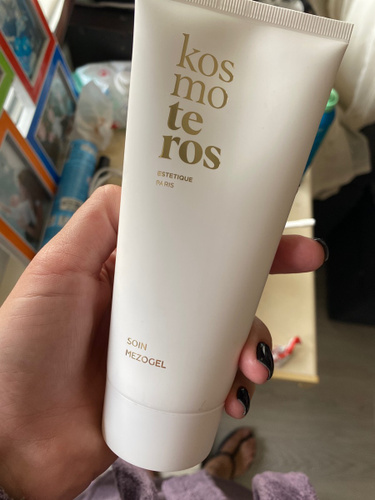 kos
mo
te
ros
ESTETIQUE
PARIS
SOIN
MEZOGEL